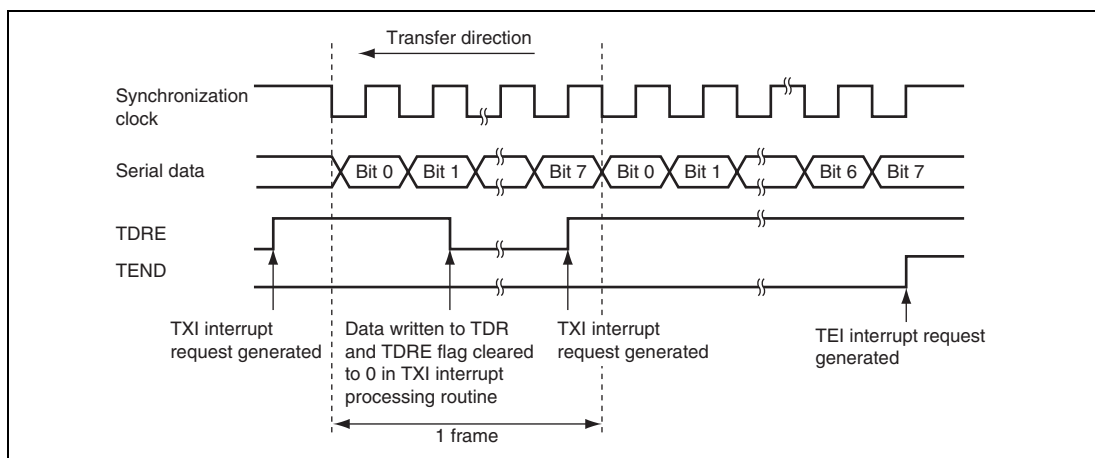 Transfer direction
Synchronization
clock
Serial data
Bit 0
Bit 1
Bit 7
Bit 0
Bit 1
Bit 6
Bit 7
TDRE
TEND
TXI interrupt
request generated
Data written to TDR
and TDRE flag cleared
to 0 in TXI interrupt
processing routine
TXI interrupt
request generated
TEI interrupt request
generated
1 frame